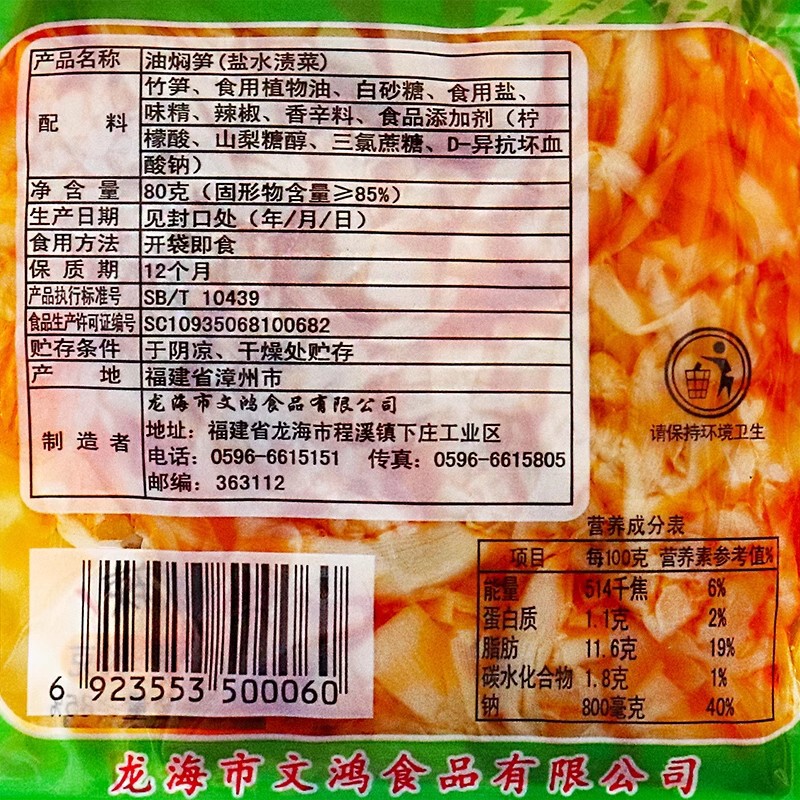 产品名称 油焖笋(盐水渍菜)
配 料 竹笋、食用植物油、白砂糖、食用盐、
味精、辣椒、香辛料、食品添加剂（柠
檬酸、山梨糖醇、三氯蔗糖、D-异抗坏血
酸钠）
净 含 量 80克（固形物含量≥85%）
生产日期 见封口处（年/月/日）
食用方法 开袋即食
保 质 期 12个月
产品执行标准号 SB/T 10439
食品生产许可证编号 SC10935068100682
贮存条件 于阴凉、干燥处贮存
产 地 福建省漳州市
制 造 者 龙海市文鸿食品有限公司
地址：福建省龙海市程溪镇下庄工业区
电话：0596-6615151 传真：0596-6615805
邮编：363112
请保持环境卫生
营养成分表
项目 每100克 营养素参考值%
能量 514千焦 6%
蛋白质 1.1克 2%
脂肪 11.6克 19%
碳水化合物 1.8克 1%
钠 800毫克 40%
6 923553 500060
龙海市文鸿食品有限公司